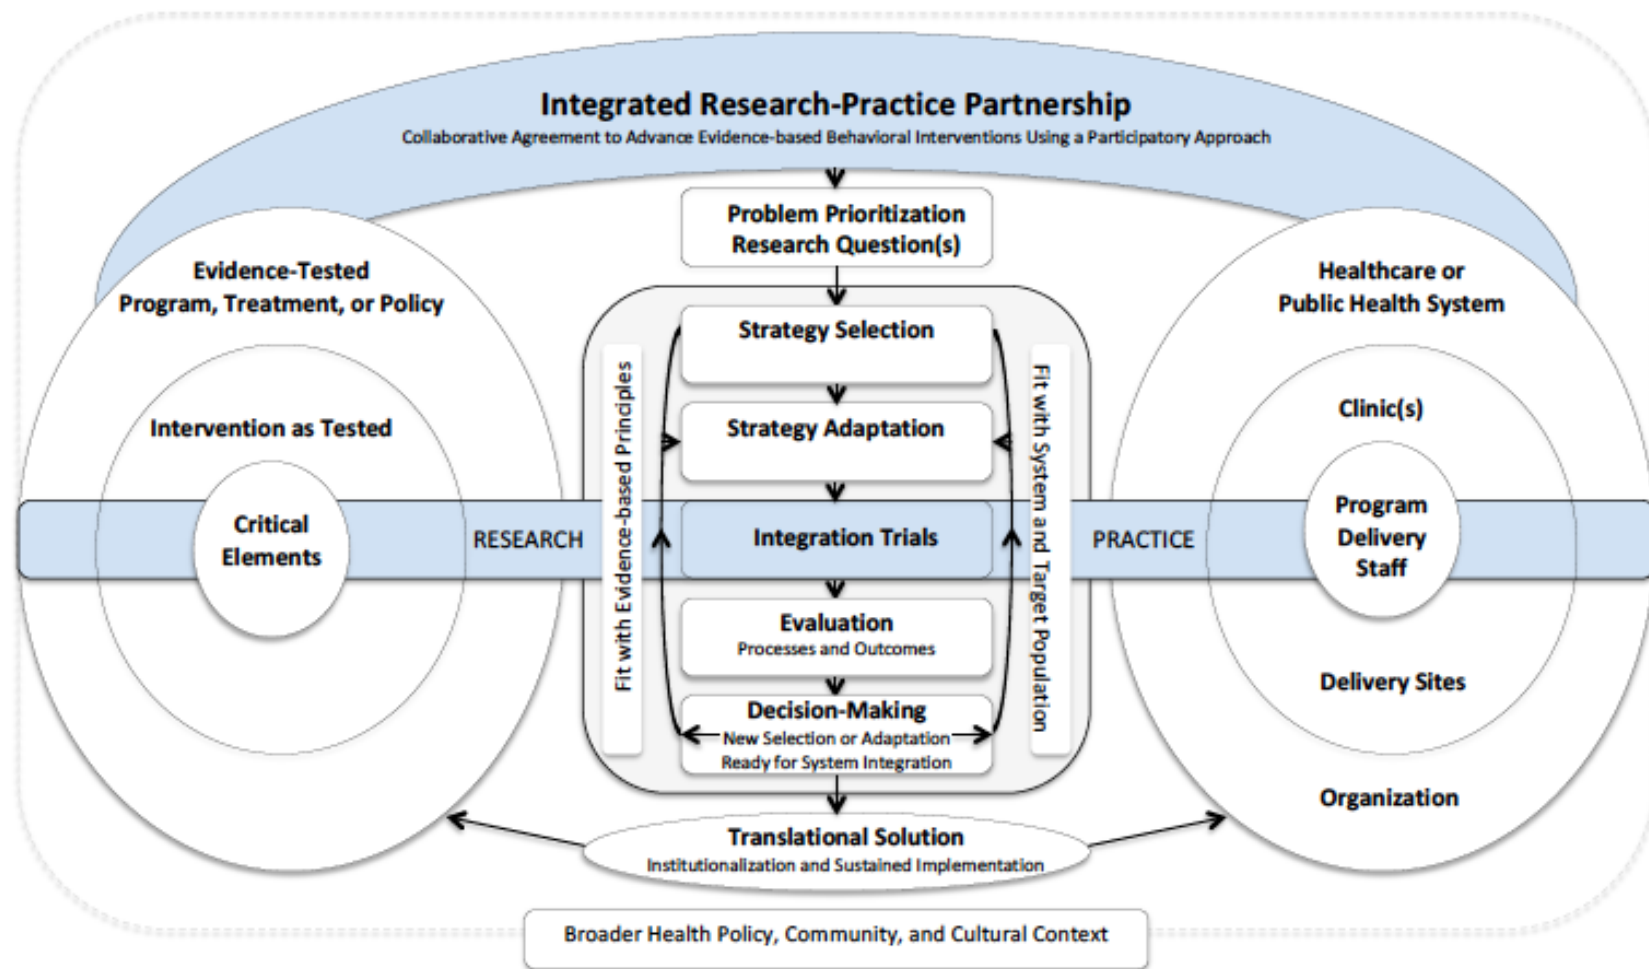 Integrated Research-Practice Partnership
Collaborative Agreement to Advance Evidence-based Behavioral Interventions Using a Participatory Approach
Problem Prioritization
Research Question(s)
Evidence-Tested
Program, Treatment, or Policy
Intervention as Tested
Critical
Elements
RESEARCH
Fit with Evidence-based Principles
Strategy Selection
Strategy Adaptation
Integration Trials
Evaluation
Processes and Outcomes
Decision-Making
New Selection or Adaptation
Ready for System Integration
Fit with System and Target Population
PRACTICE
Healthcare or
Public Health System
Clinic(s)
Program
Delivery
Staff
Delivery Sites
Organization
Translational Solution
Institutionalization and Sustained Implementation
Broader Health Policy, Community, and Cultural Context